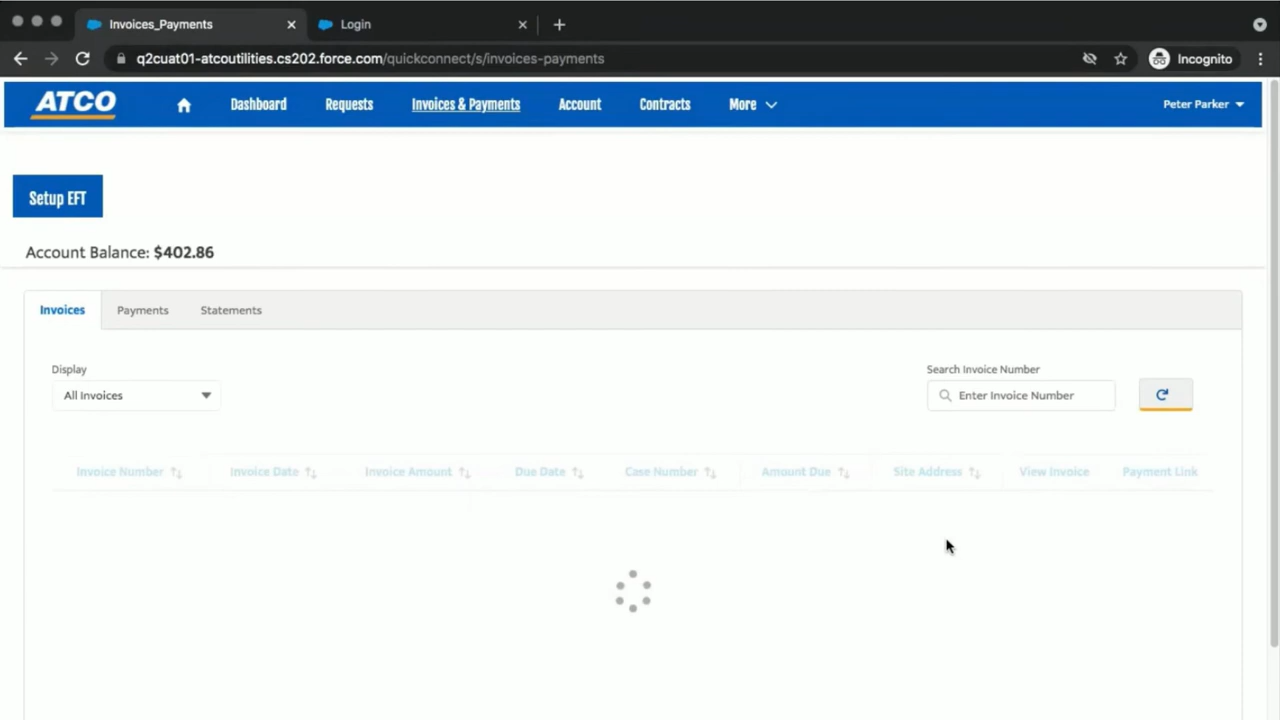 Invoices_Payments
Login
q2cuat01-atcoutilities.cs202.force.com/quickconnect/s/invoices-payments
Incognito
ATCO
Dashboard
Requests
Invoices & Payments
Account
Contracts
More
Peter Parker
Setup EFT
Account Balance: $402.86
Invoices
Payments
Statements
Display
All Invoices
Search Invoice Number
Enter Invoice Number
Invoice Number
Invoice Date
Invoice Amount
Due Date
Case Number
Amount Due
Site Address
View Invoice
Payment Link